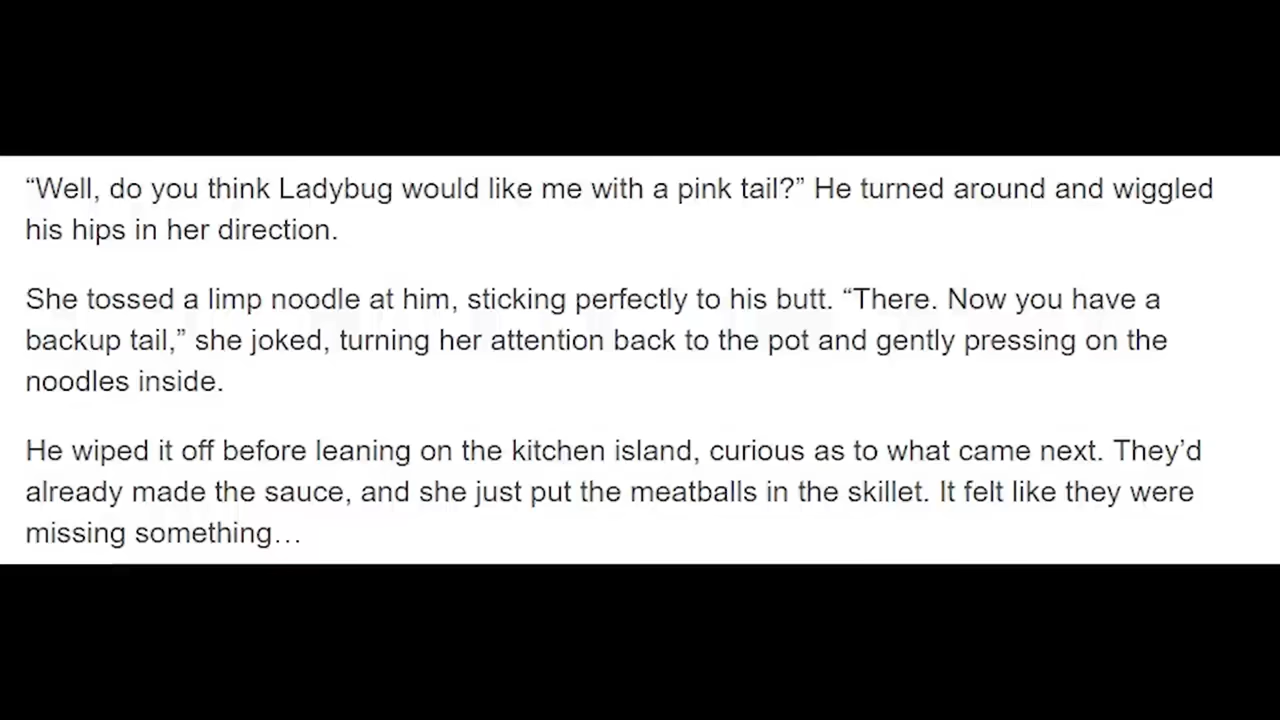 “Well, do you think Ladybug would like me with a pink tail?” He turned around and wiggled
his hips in her direction.
She tossed a limp noodle at him, sticking perfectly to his butt. “There. Now you have a
backup tail,” she joked, turning her attention back to the pot and gently pressing on the
noodles inside.
He wiped it off before leaning on the kitchen island, curious as to what came next. They’d
already made the sauce, and she just put the meatballs in the skillet. It felt like they were
missing something…